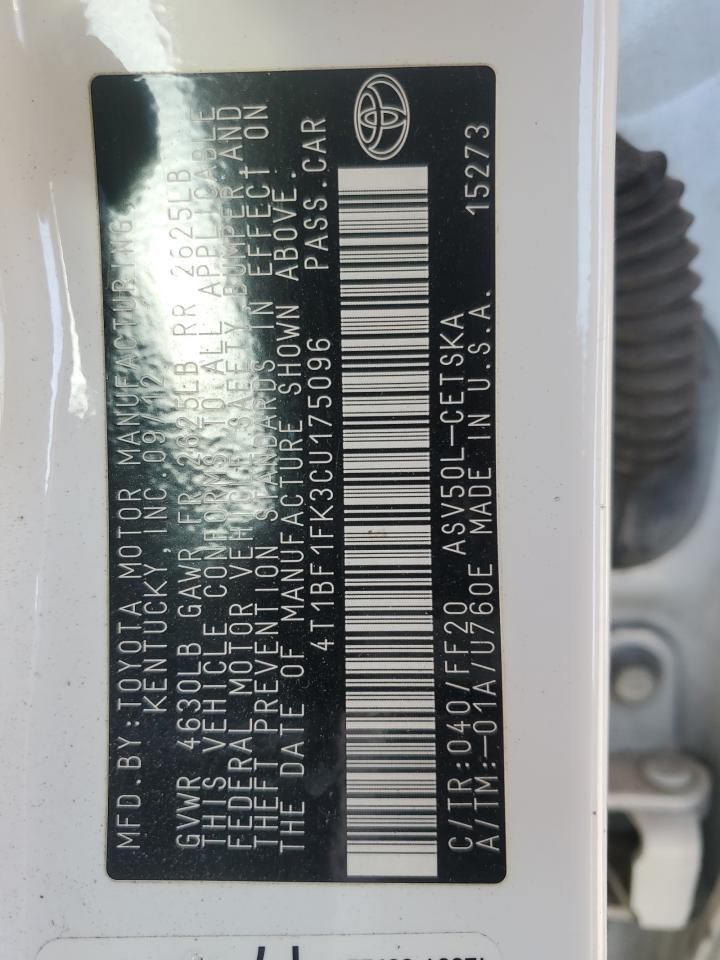 MFD.BY:TOYOTA MOTOR MANUFACTURING,
KENTUCKY, INC. 09/12
GVWR 4630LB GAWR FR 2625LB RR 2625LB
THIS VEHICLE CONFORMS TO ALL APPLICABLE
FEDERAL MOTOR VEHICLE SAFETY BUMPER AND
THEFT PREVENTION STANDARDS IN EFFECT ON
THE DATE OF MANUFACTURE SHOWN ABOVE.
4T1BF1FK3CU175096 PASS.CAR
C/TR:040/FF20 ASV50L-CETSKA
A/TM:-01A/U760E MADE IN U.S.A. 15273